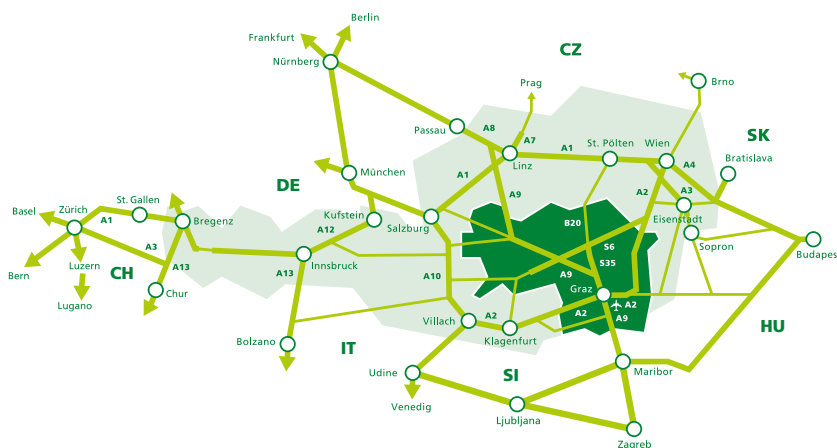 Berlin
Frankfurt
Nürnberg
CZ
Prag
Brno
Passau
A8
A7
A1
St. Pölten
Wien
SK
Linz
A4
Bratislava
München
A1
DE
A9
A2
A3
St. Gallen
Basel
Zürich
A1
Bregenz
Kufstein
A12
Salzburg
B20
Eisenstadt
Sopron
A3
S6
Budapes
Bern
Luzern
CH
A13
Innsbruck
S35
A13
A10
A9
Lugano
Chur
Graz
A2
A9
A2
Villach
A2
Klagenfurt
HU
Bolzano
IT
Udine
SI
Maribor
Venedig
Ljubljana
Zagreb